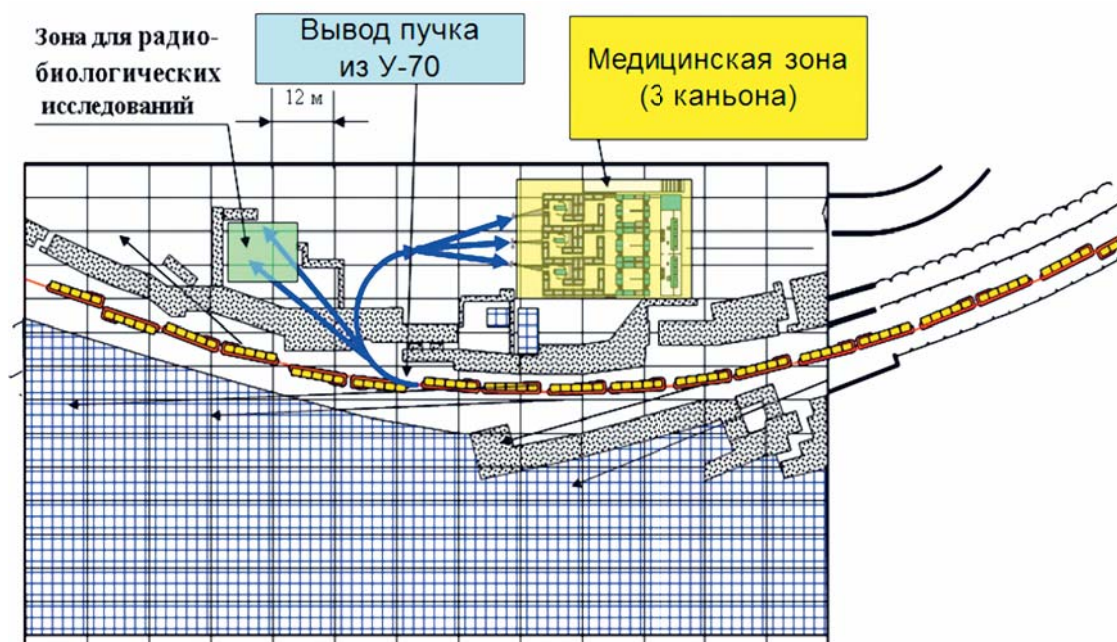 Зона для радио-
биологических
исследований
12 м
Вывод пучка
из У-70
Медицинская зона
(3 каньона)